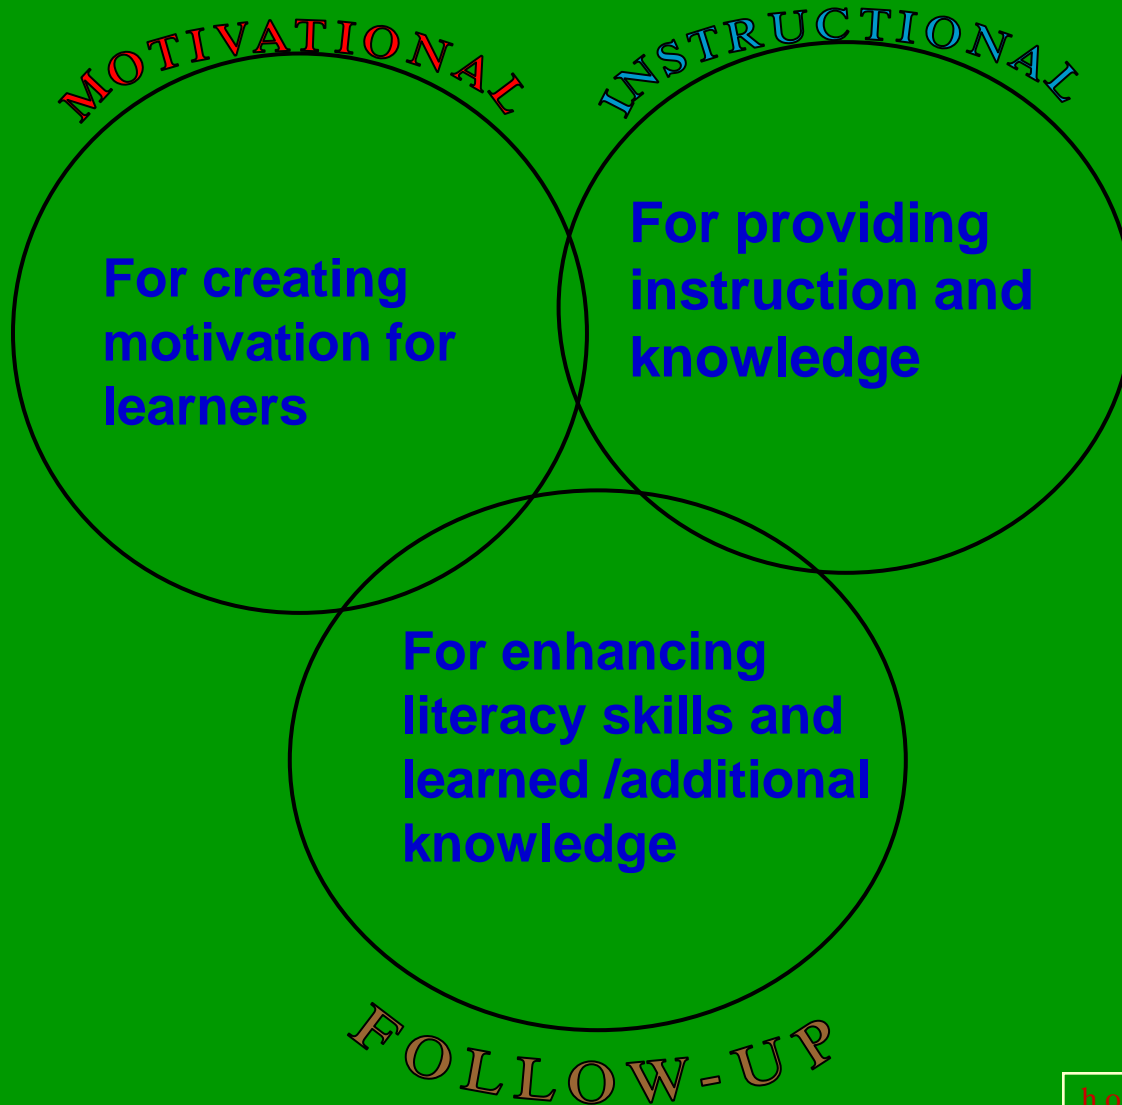 MOTIVATIONAL
INSTRUCTIONAL
For creating
motivation for
learners
For providing
instruction and
knowledge
For enhancing
literacy skills and
learned /additional
knowledge
FOLLOW-UP